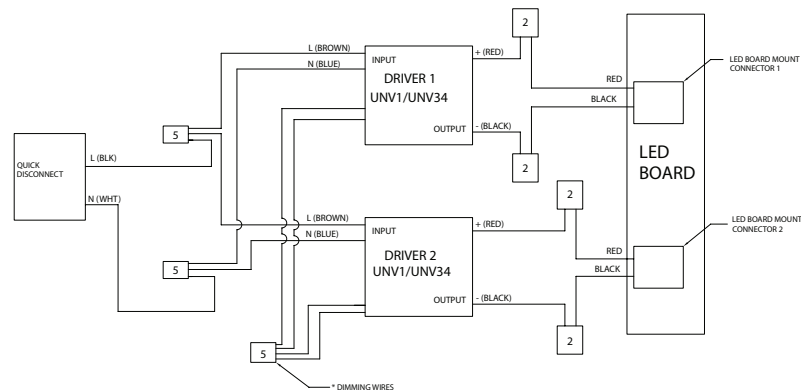 2
L (BROWN)
+ (RED)
INPUT
N (BLUE)
DRIVER 1
UNV1/UNV34
RED
LED BOARD MOUNT
CONNECTOR 1
BLACK
OUTPUT
- (BLACK)
5
L (BLK)
QUICK
DISCONNECT
2
LED
BOARD
2
N (WHT)
L (BROWN)
+ (RED)
INPUT
N (BLUE)
DRIVER 2
UNV1/UNV34
RED
LED BOARD MOUNT
CONNECTOR 2
BLACK
5
OUTPUT
- (BLACK)
2
5
* DIMMING WIRES